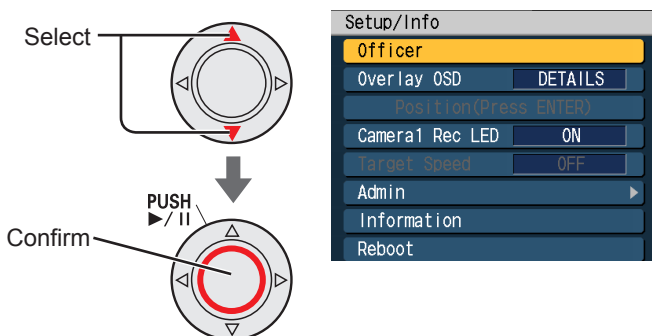 Select
PUSH
►/II
Confirm
Setup/Info
Officer
Overlay OSD DETAILS
Position(Press ENTER)
Camera1 Rec LED ON
Target Speed OFF
Admin ►
Information
Reboot